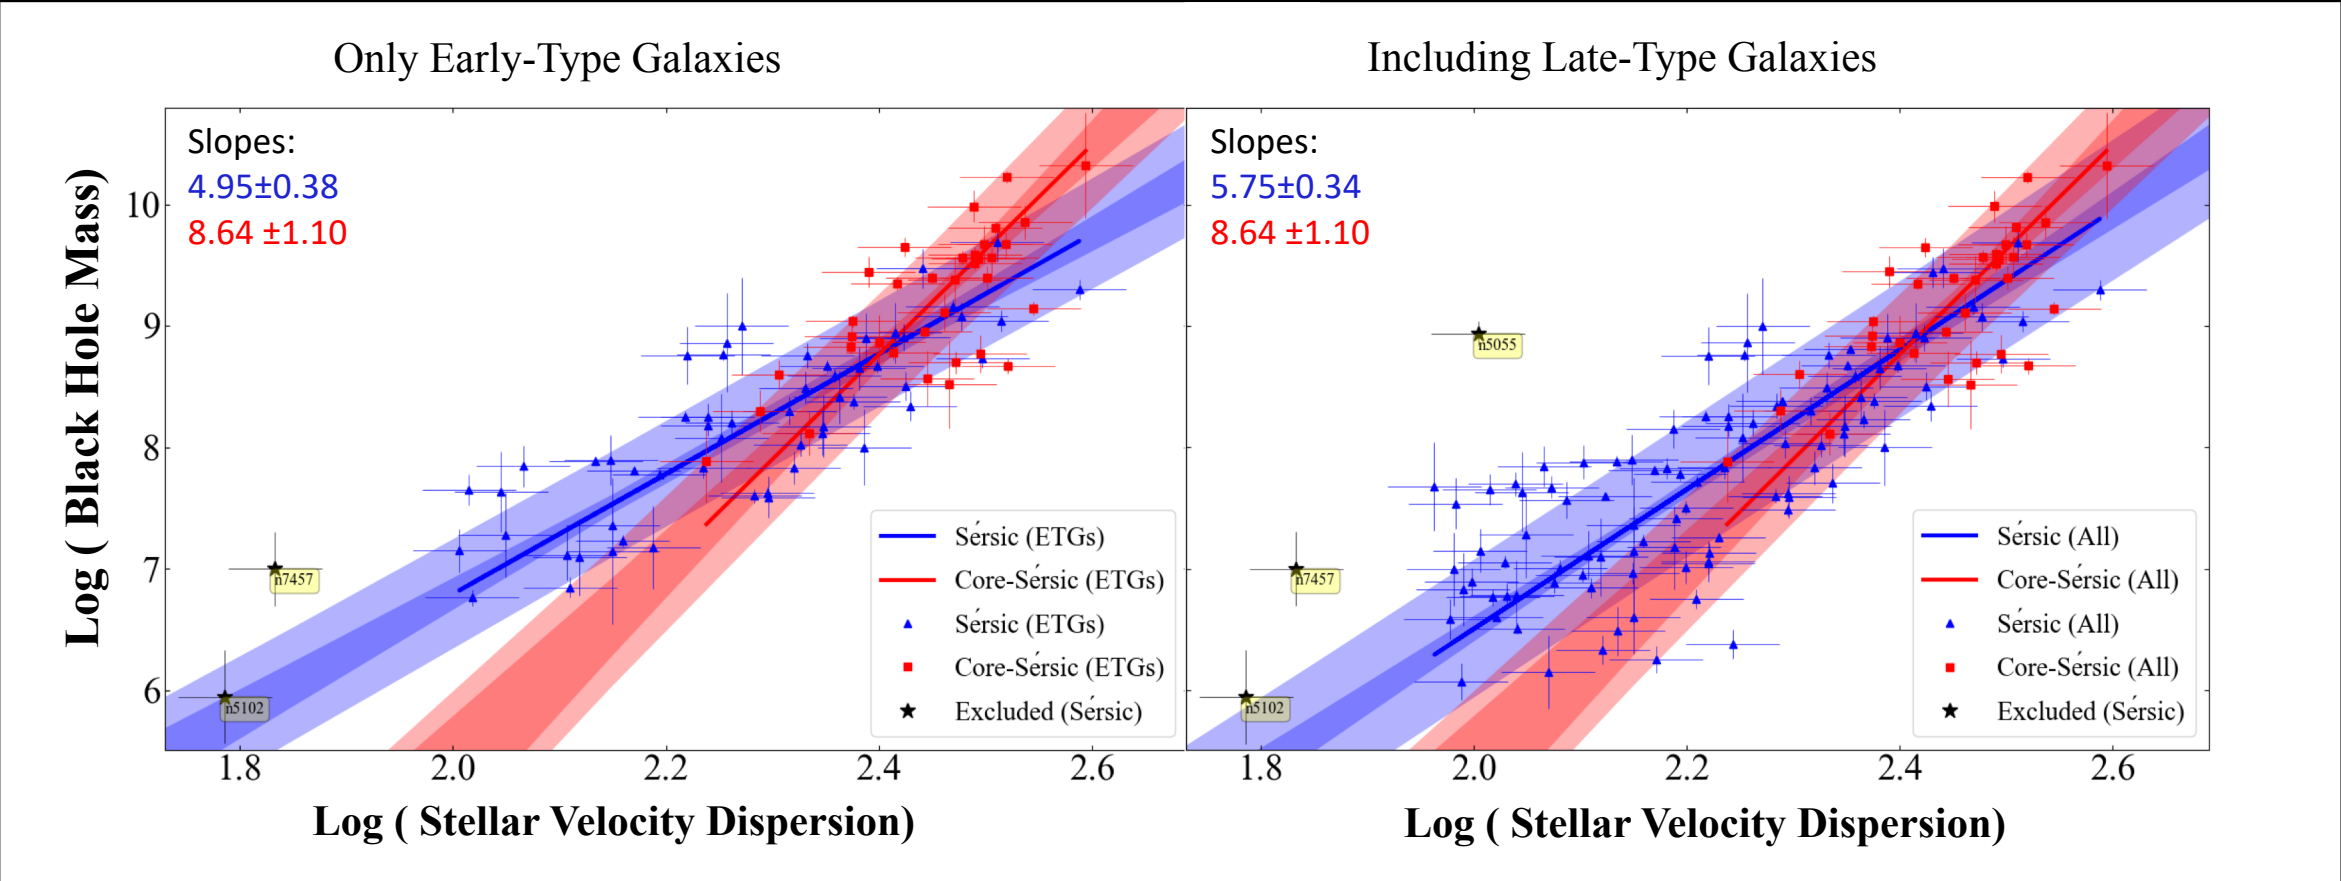 Only Early-Type Galaxies
Including Late-Type Galaxies
Log ( Black Hole Mass)
10
9
8
7
6
Slopes:
4.95±0.38
8.64 ±1.10
n7457
n5102
Sérsic (ETGs)
Core-Sérsic (ETGs)
Sérsic (ETGs)
Core-Sérsic (ETGs)
Excluded (Sérsic)
1.8 2.0 2.2 2.4 2.6
Log ( Stellar Velocity Dispersion)
Slopes:
5.75±0.34
8.64 ±1.10
n5055
n7457
n5102
Sérsic (All)
Core-Sérsic (All)
Sérsic (All)
Core-Sérsic (All)
Excluded (Sérsic)
1.8 2.0 2.2 2.4 2.6
Log ( Stellar Velocity Dispersion)